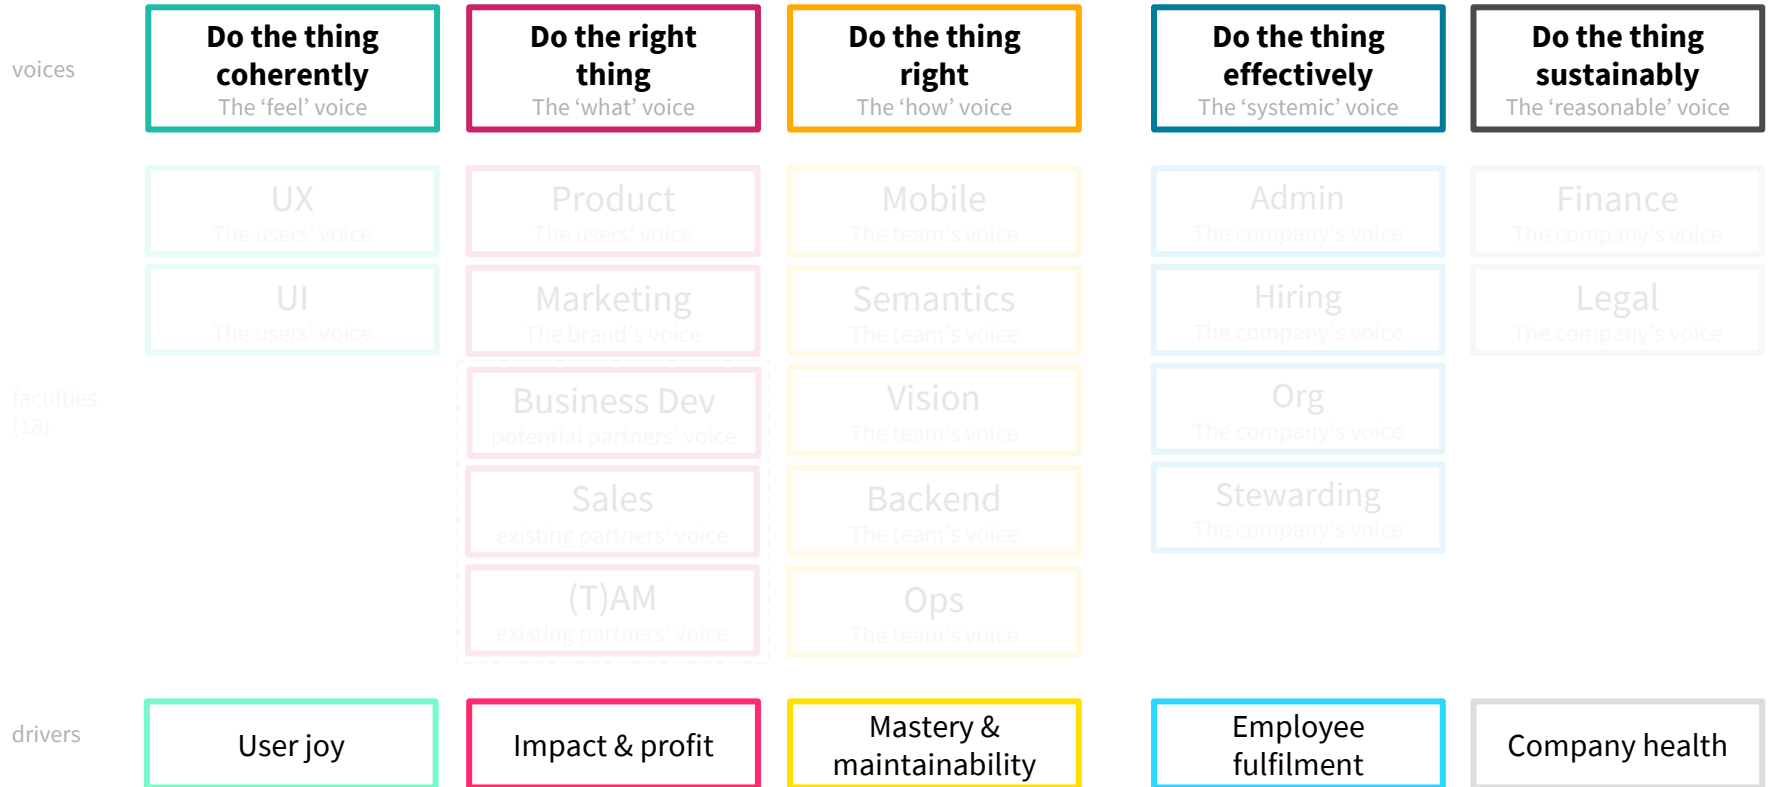 voices
Do the thing
coherently
The ‘feel’ voice
Do the right
thing
The ‘what’ voice
Do the thing
right
The ‘how’ voice
Do the thing
effectively
The ‘systemic’ voice
Do the thing
sustainably
The ‘reasonable’ voice
faculties
(18)
UX
The users’ voice
UI
The users’ voice
Product
The users’ voice
Marketing
The brand’s voice
Business Dev
potential partners’ voice
Sales
existing partners’ voice
(T)AM
existing partners’ voice
Mobile
The team’s voice
Semantics
The team’s voice
Vision
The team’s voice
Backend
The team’s voice
Ops
The team’s voice
Admin
The company’s voice
Hiring
The company’s voice
Org
The company’s voice
Stewarding
The company’s voice
Finance
The company’s voice
Legal
The company’s voice
drivers
User joy
Impact & profit
Mastery &
maintainability
Employee
fulfilment
Company health